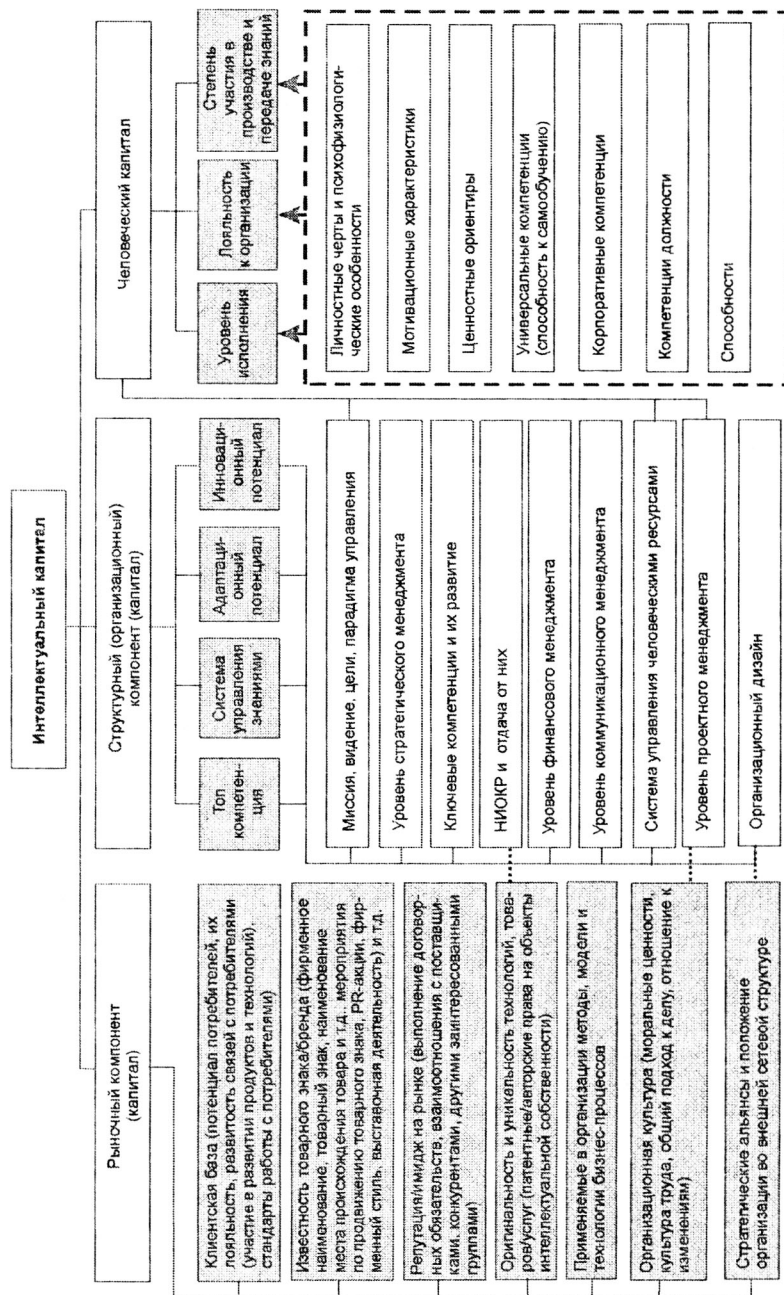 Интеллектуальный капитал
Рыночный компонент
(капитал)
Клиентская база (потенциал потребителей, их
лояльность, развитость связей с потребителями
(участие в развитии продуктов и технологий),
стандарты работы с потребителями)
Известность товарного знака/бренда (фирменное
наименование, товарный знак, наименование
места происхождения товара и т.д., мероприятия
по продвижению товарного знака, PR-акции, фир-
менный стиль, выставочная деятельность) и т.д.
Репутация/имидж на рынке (выполнение договор-
ных обязательств, взаимоотношения с поставщи-
ками, конкурентами, другими заинтересованными
группами)
Оригинальность и уникальность технологий, това-
ров/услуг (патентные/авторские права на объекты
интеллектуальной собственности)
Применяемые в организации методы, модели и
технологии бизнес-процессов
Организационная культура (моральные ценности,
культура труда, общий подход к делу, отношение к
изменениям)
Стратегические альянсы и положение
организации во внешней сетевой структуре
Структурный (организационный)
компонент (капитал)
Топ
компетен-
ция
Система
управления
знаниями
Адаптаци-
онный
потенциал
Инноваци-
онный
потенциал
Миссия, видение, цели, парадигма управления
Уровень стратегического менеджмента
Ключевые компетенции и их развитие
НИОКР и отдача от них
Уровень финансового менеджмента
Уровень коммуникационного менеджмента
Система управления человеческими ресурсами
Уровень проектного менеджмента
Организационный дизайн
Человеческий капитал
Уровень
исполнения
Лояльность
к организации
Степень
участия в
производстве и
передаче знаний
Личностные черты и психофизиологи-
ческие особенности
Мотивационные характеристики
Ценностные ориентиры
Универсальные компетенции
(способность к самообучению)
Корпоративные компетенции
Компетенции должности
Способности